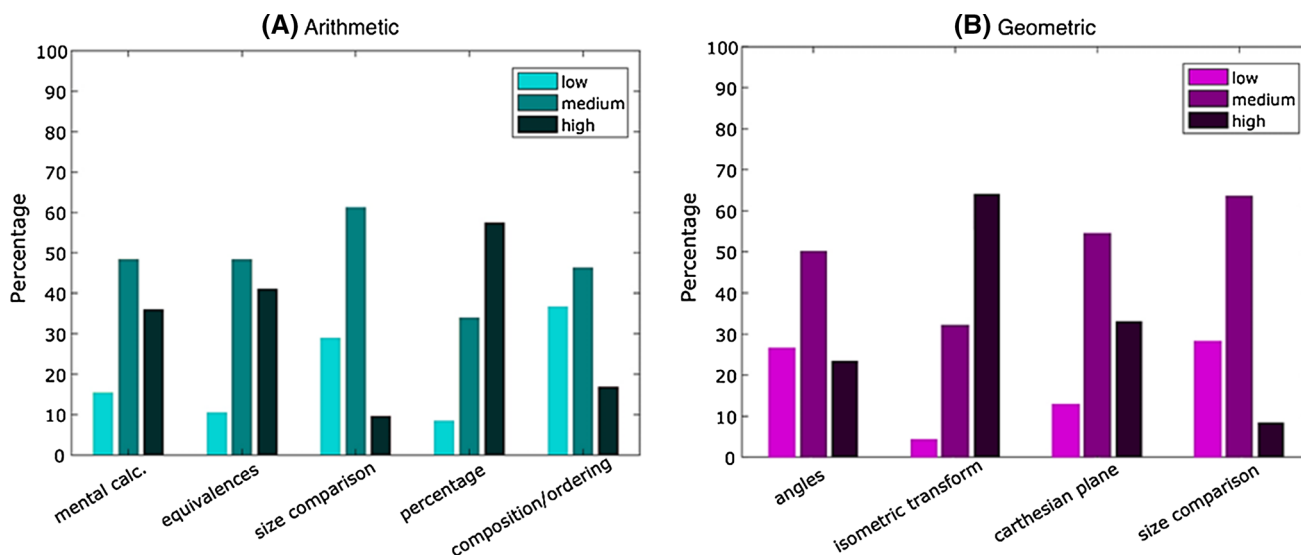 (A) Arithmetic
Percentage
100
90
80
70
60
50
40
30
20
10
0
low
medium
high
mental calc.
equivalences
size comparison
percentage
composition/ordering
(B) Geometric
Percentage
100
90
80
70
60
50
40
30
20
10
0
low
medium
high
angles
isometric transform
carthesian plane
size comparison